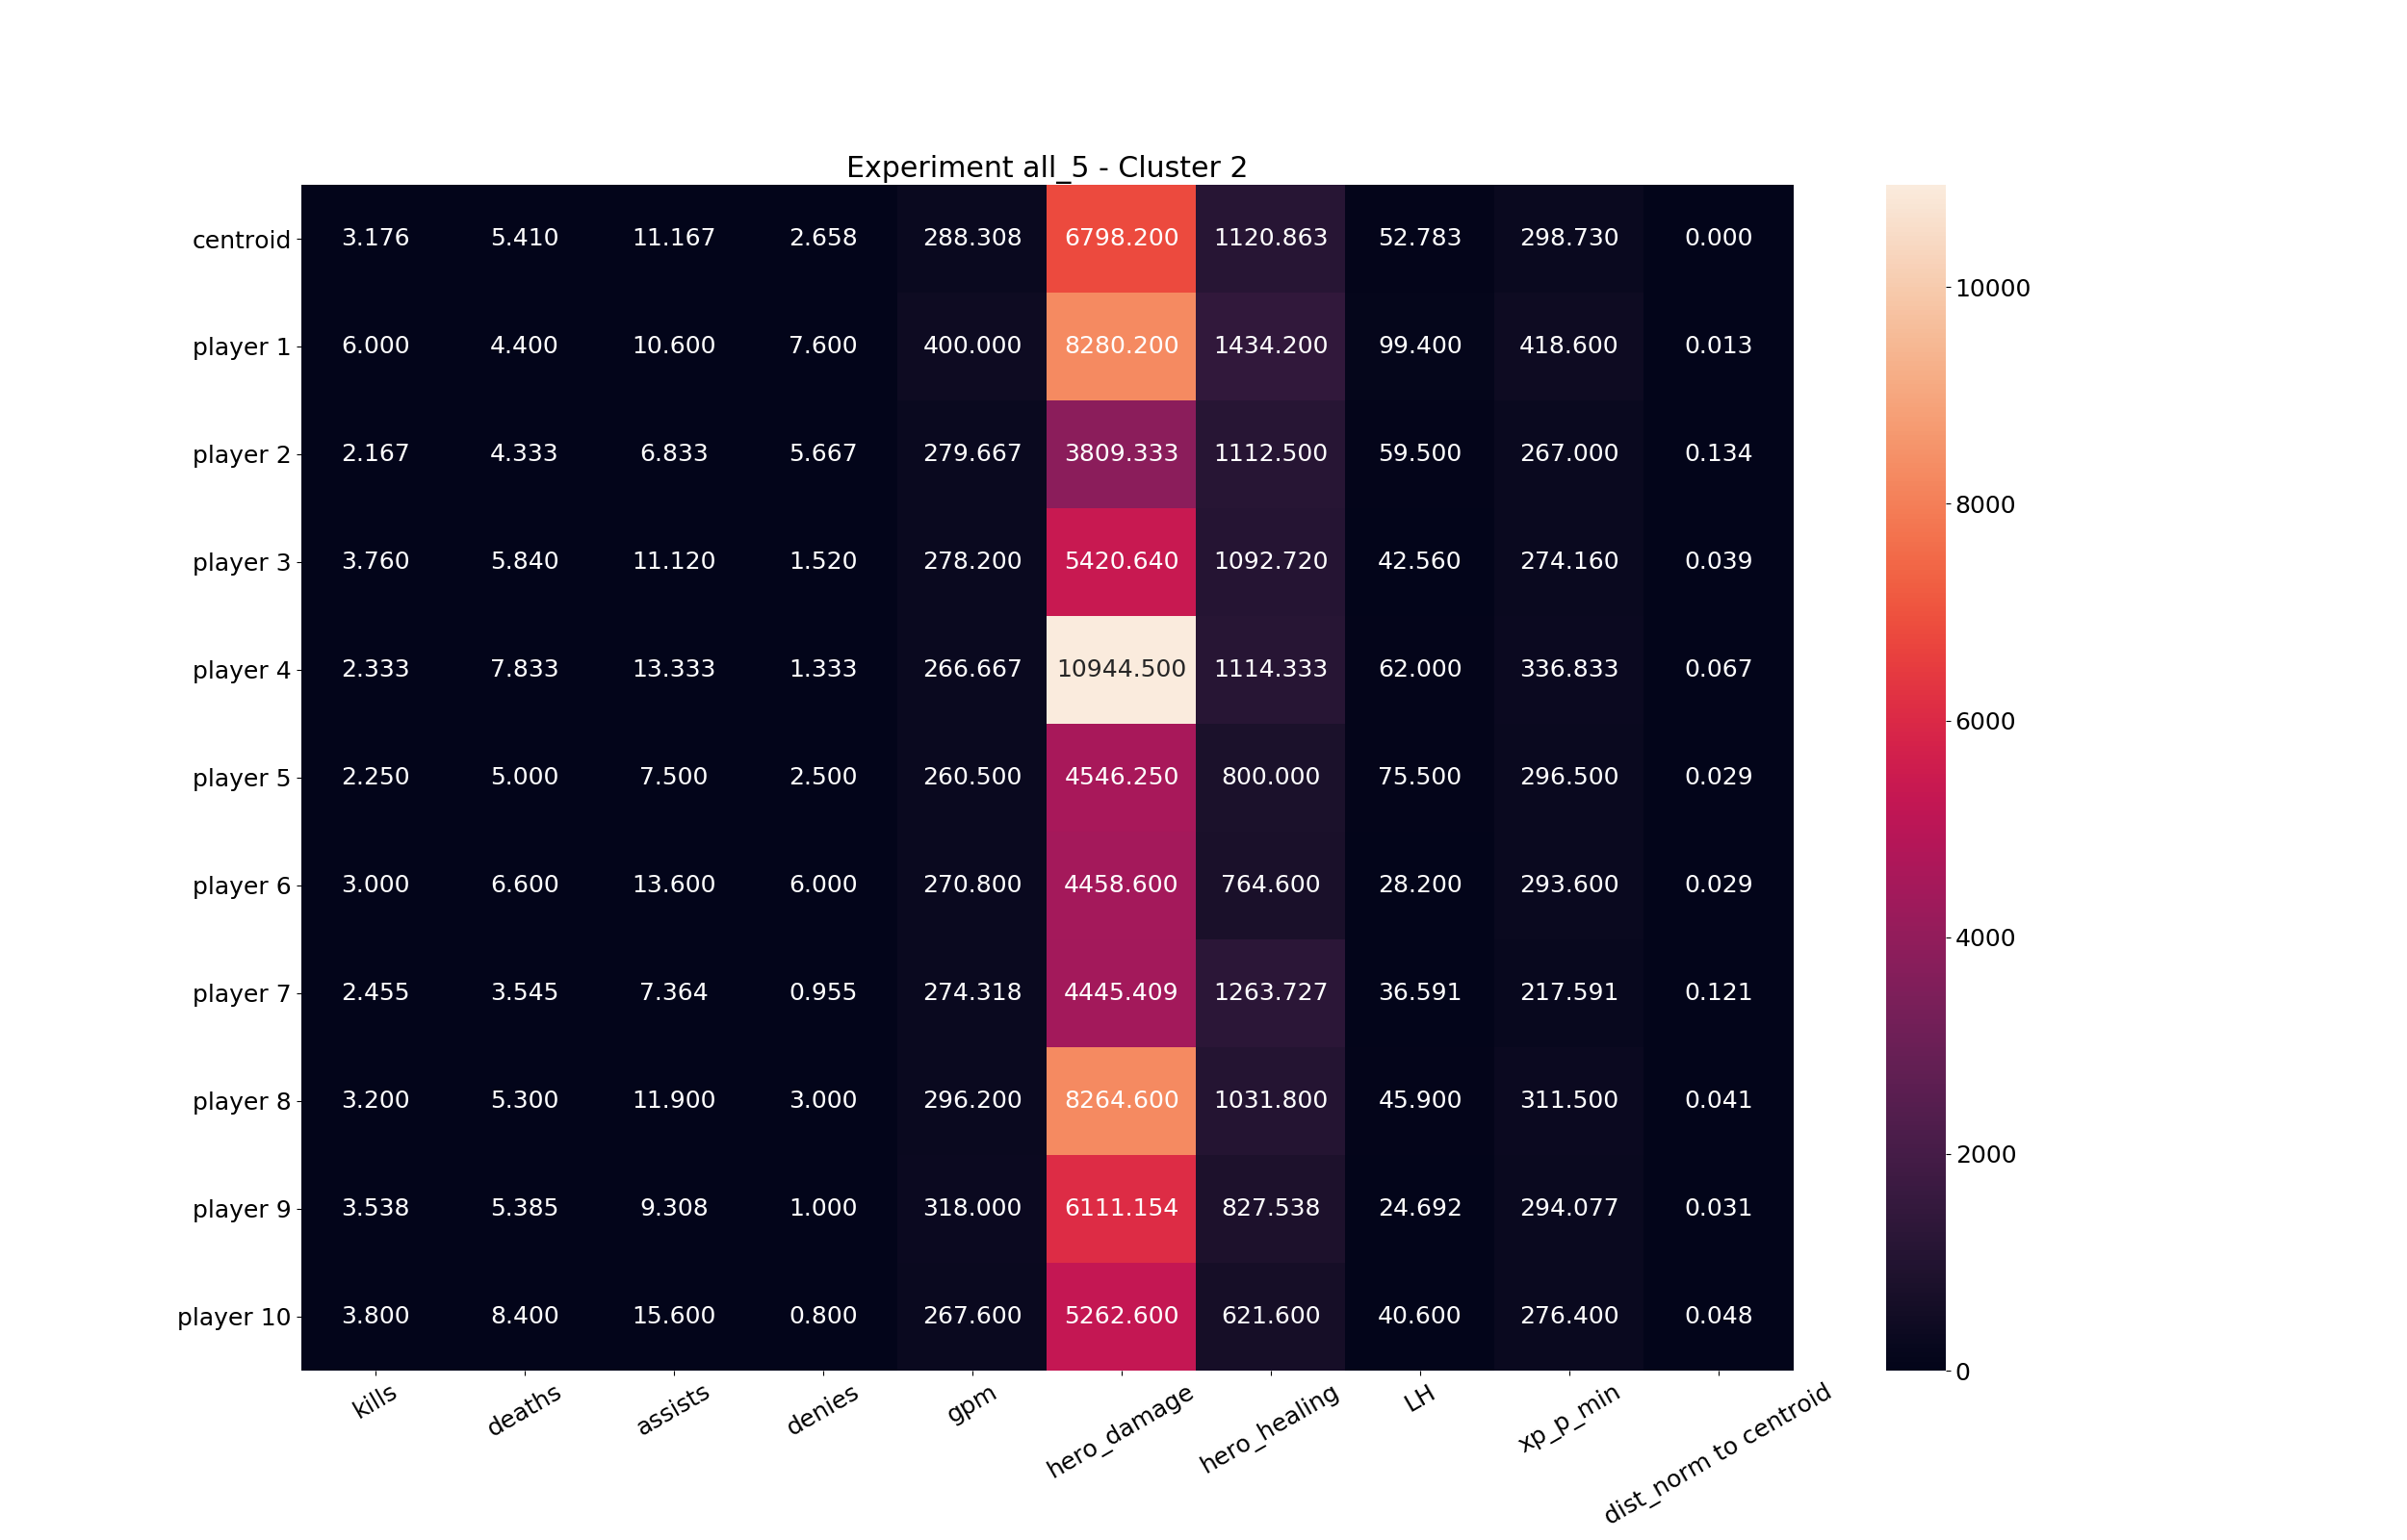 Experiment all_5 - Cluster 2
centroid 3.176 5.410 11.167 2.658 288.308 6798.200 1120.863 52.783 298.730 0.000
player 1 6.000 4.400 10.600 7.600 400.000 8280.200 1434.200 99.400 418.600 0.013
player 2 2.167 4.333 6.833 5.667 279.667 3809.333 1112.500 59.500 267.000 0.134
player 3 3.760 5.840 11.120 1.520 278.200 5420.640 1092.720 42.560 274.160 0.039
player 4 2.333 7.833 13.333 1.333 266.667 10944.500 1114.333 62.000 336.833 0.067
player 5 2.250 5.000 7.500 2.500 260.500 4546.250 800.000 75.500 296.500 0.029
player 6 3.000 6.600 13.600 6.000 270.800 4458.600 764.600 28.200 293.600 0.029
player 7 2.455 3.545 7.364 0.955 274.318 4445.409 1263.727 36.591 217.591 0.121
player 8 3.200 5.300 11.900 3.000 296.200 8264.600 1031.800 45.900 311.500 0.041
player 9 3.538 5.385 9.308 1.000 318.000 6111.154 827.538 24.692 294.077 0.031
player 10 3.800 8.400 15.600 0.800 267.600 5262.600 621.600 40.600 276.400 0.048
kills deaths assists denies gpm hero_damage hero_healing LH xp_p_min dist_norm to centroid
10000
8000
6000
4000
2000
0